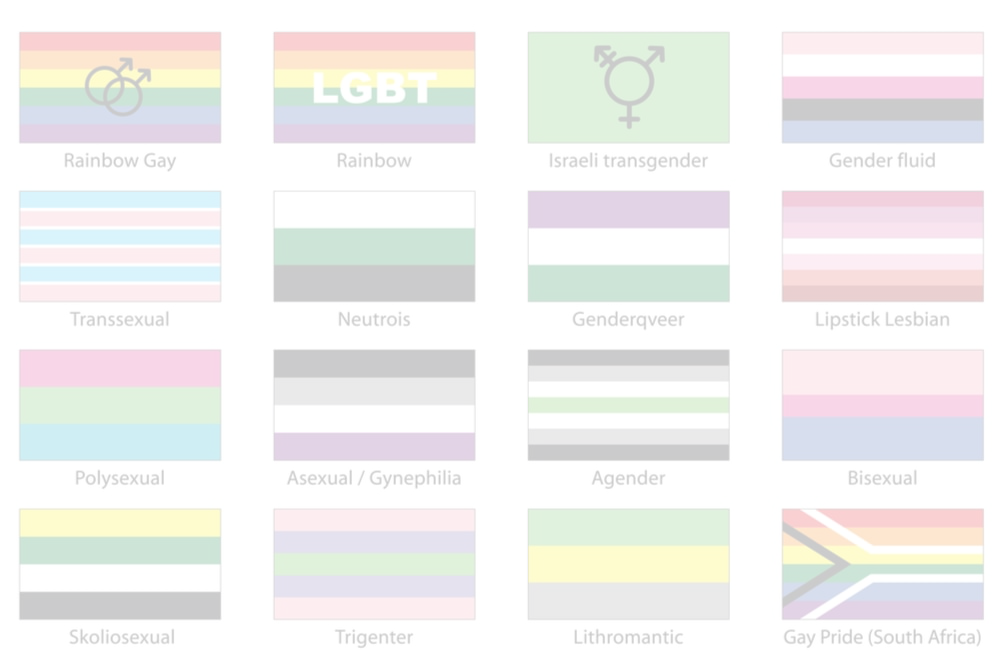 LGBT
Rainbow Gay
Rainbow
Israeli transgender
Gender fluid
Transsexual
Neutrois
Genderqveer
Lipstick Lesbian
Polysexual
Asexual / Gynephilia
Agender
Bisexual
Skoliosexual
Trigenter
Lithromantic
Gay Pride (South Africa)